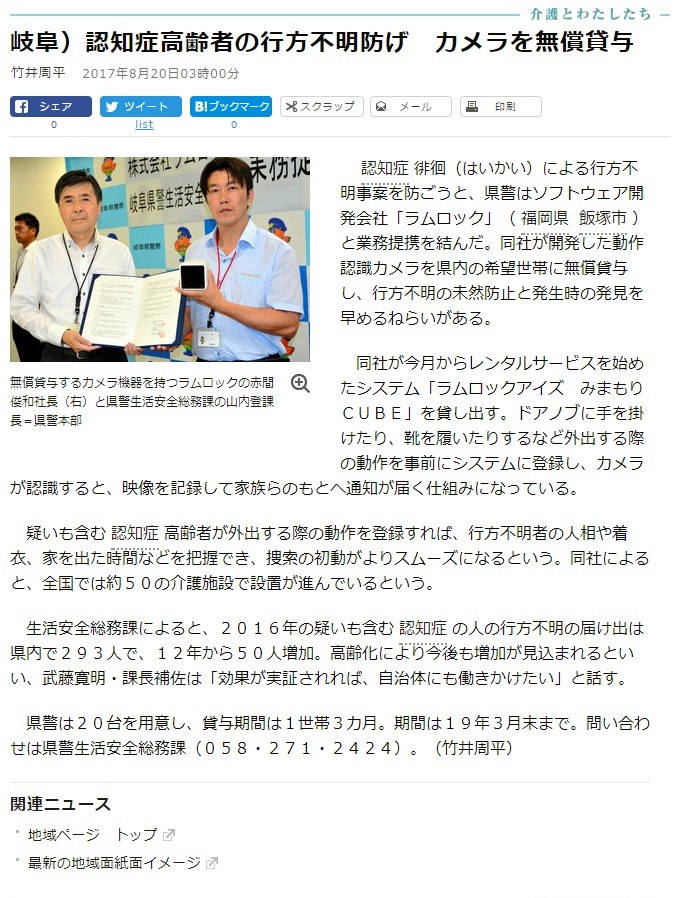 介護とわたしたち
岐阜）認知症高齢者の行方不明防げ　カメラを無償貸与
竹井周平　2017年8月20日03時00分
シェア ツイート B!ブックマーク スクラップ メール 印刷
0 list 0
株式会社ラム
業務提
岐阜県警生活安全
岐阜県警察
無償貸与するカメラ機器を持つラムロックの赤間
俊和社長（右）と県警生活安全総務課の山内登課
長＝県警本部
認知症 徘徊（はいかい）による行方不
明事案を防ごうと、県警はソフトウェア開
発会社「ラムロック」（ 福岡県 飯塚市 ）
と業務提携を結んだ。同社が開発した動作
認識カメラを県内の希望世帯に無償貸与
し、行方不明の未然防止と発生時の発見を
早めるねらいがある。
同社が今月からレンタルサービスを始め
たシステム「ラムロックアイズ　みまもり
ＣＵＢＥ」を貸し出す。ドアノブに手を掛
けたり、靴を履いたりするなど外出する際
の動作を事前にシステムに登録し、カメラ
が認識すると、映像を記録して家族らのもとへ通知が届く仕組みになっている。
疑いも含む 認知症 高齢者が外出する際の動作を登録すれば、行方不明者の人相や着
衣、家を出た時間などを把握でき、捜索の初動がよりスムーズになるという。同社による
と、全国では約５０の介護施設で設置が進んでいるという。
生活安全総務課によると、２０１６年の疑いも含む 認知症 の人の行方不明の届け出は
県内で２９３人で、１２年から５０人増加。高齢化により今後も増加が見込まれるとい
い、武藤寛明・課長補佐は「効果が実証されれば、自治体にも働きかけたい」と話す。
県警は２０台を用意し、貸与期間は１世帯３カ月。期間は１９年３月末まで。問い合わ
せは県警生活安全総務課（０５８・２７１・２４２４）。（竹井周平）
関連ニュース
地域ページ　トップ
最新の地域面紙面イメージ